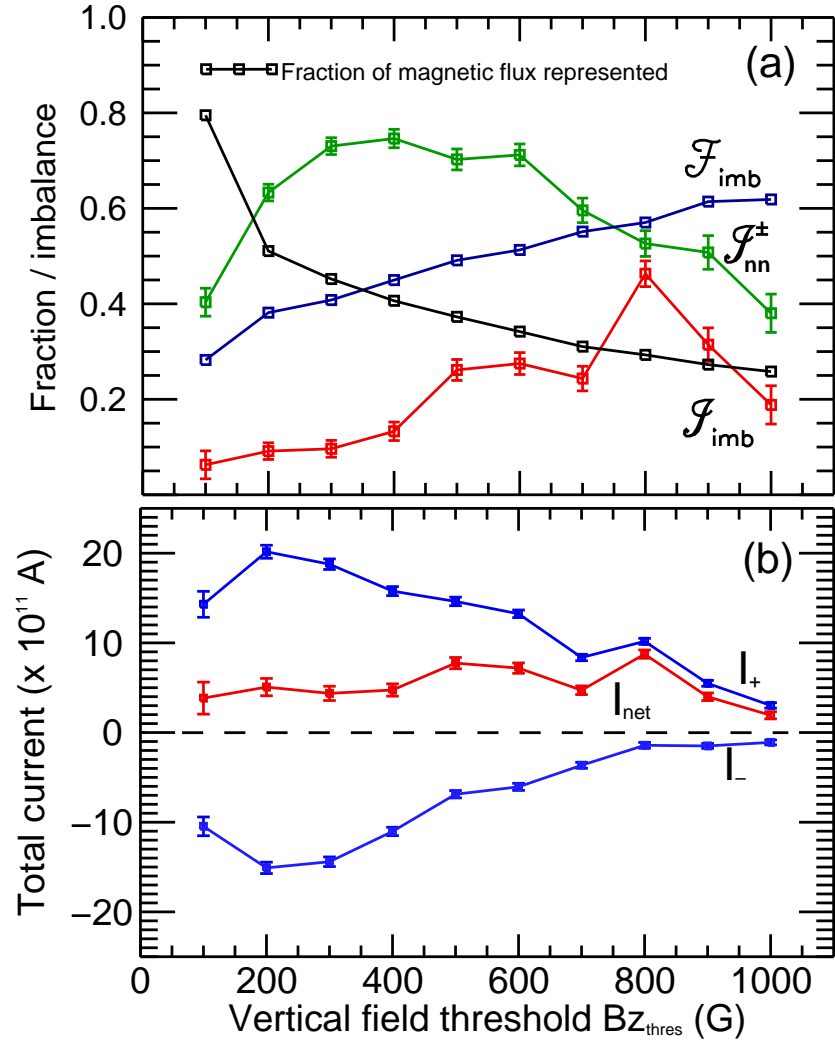 1.0
(a)
Fraction of magnetic flux represented
0.8
ℱimb
0.6
𝒥nn±
0.4
𝒥imb
0.2
Fraction / imbalance
(b)
20
10
I+
Inet
0
I−
−10
−20
Total current (x 10¹¹ A)
0 200 400 600 800 1000
Vertical field threshold Bzthres (G)